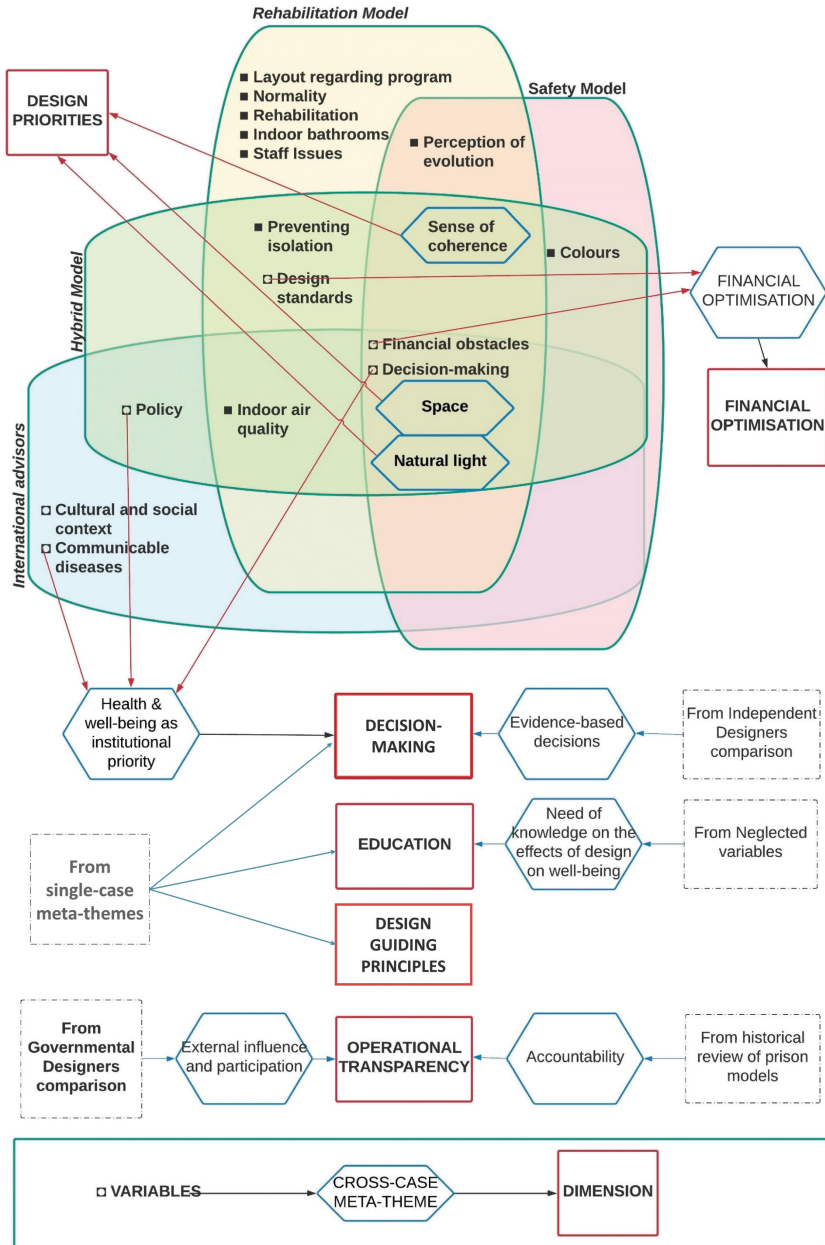 Rehabilitation Model
■ Layout regarding program
■ Normality
■ Rehabilitation
■ Indoor bathrooms
■ Staff Issues
DESIGN
PRIORITIES
Safety Model
■ Perception of
evolution
■ Preventing
isolation
Sense of
coherence
■ Colours
Design
standards
FINANCIAL
OPTIMISATION
Hybrid Model
Financial obstacles
Decision-making
FINANCIAL
OPTIMISATION
Policy
■ Indoor air
quality
Space
Natural light
International advisors
Cultural and social
context
Communicable
diseases
Health &
well-being as
institutional
priority
DECISION-
MAKING
Evidence-based
decisions
From Independent
Designers
comparison
From
single-case
meta-themes
EDUCATION
Need of
knowledge on the
effects of design
on well-being
From Neglected
variables
DESIGN
GUIDING
PRINCIPLES
From
Governmental
Designers
comparison
External influence
and participation
OPERATIONAL
TRANSPARENCY
Accountability
From historical
review of prison
models
VARIABLES
CROSS-CASE
META-THEME
DIMENSION